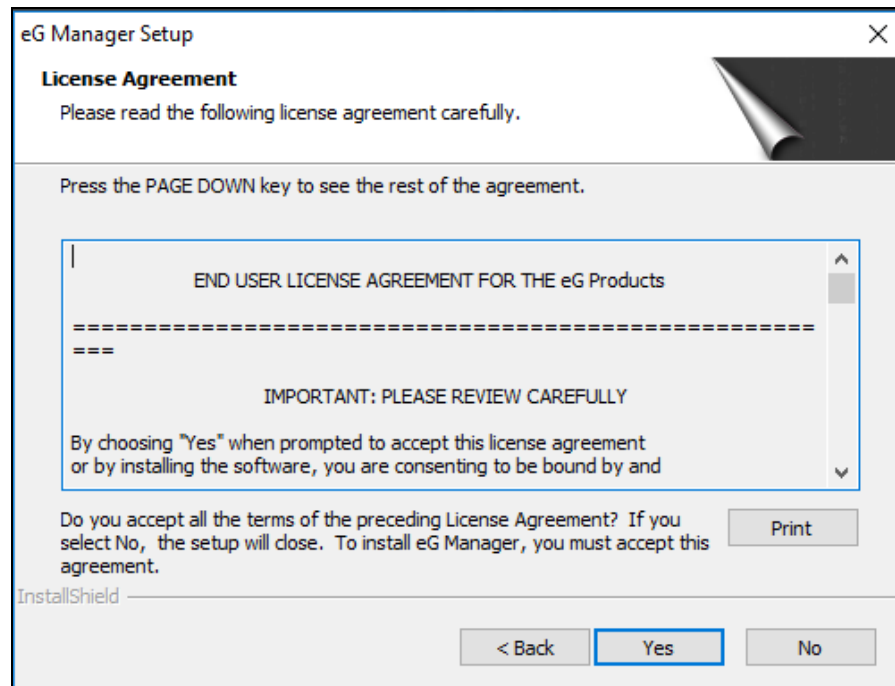 eG Manager Setup
License Agreement
Please read the following license agreement carefully.
Press the PAGE DOWN key to see the rest of the agreement.
END USER LICENSE AGREEMENT FOR THE eG Products
====================================================
===
IMPORTANT: PLEASE REVIEW CAREFULLY
By choosing "Yes" when prompted to accept this license agreement
or by installing the software, you are consenting to be bound by and
Do you accept all the terms of the preceding License Agreement? If you
select No, the setup will close. To install eG Manager, you must accept this
agreement.
Print
InstallShield
< Back
Yes
No